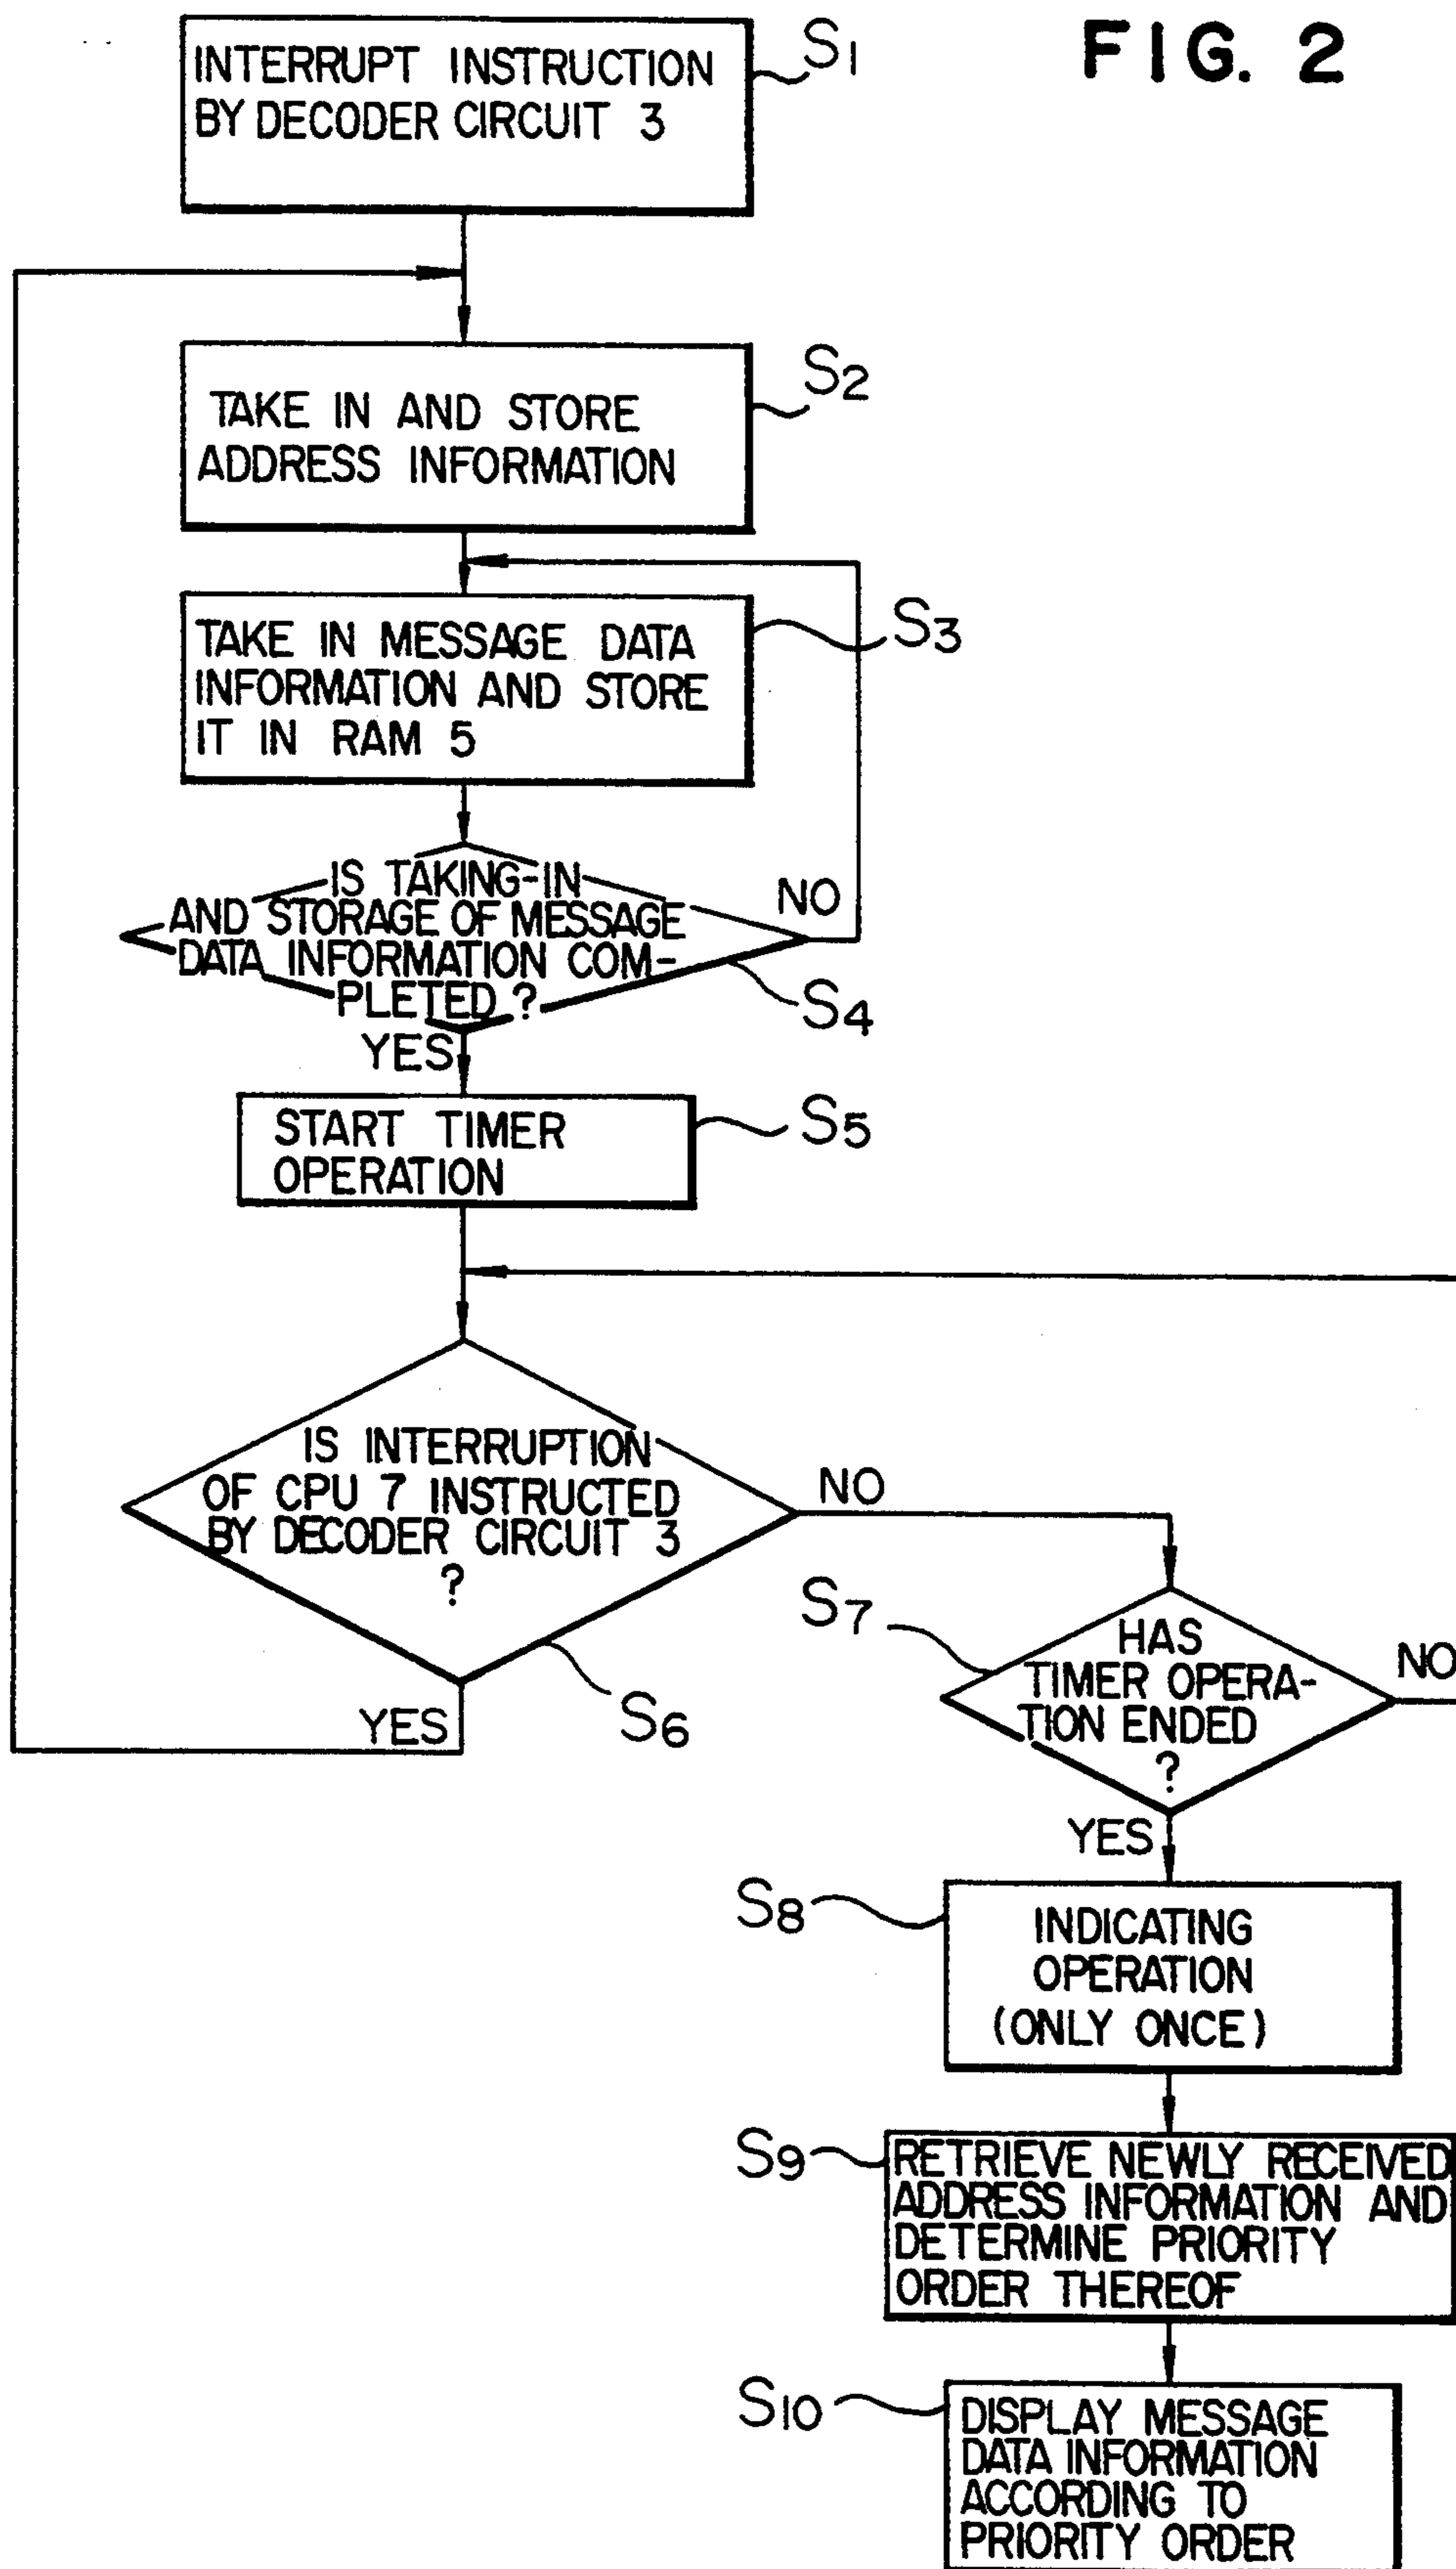 FIG. 2
INTERRUPT INSTRUCTION
BY DECODER CIRCUIT 3
S1
TAKE IN AND STORE
ADDRESS INFORMATION
S2
TAKE IN MESSAGE DATA
INFORMATION AND STORE
IT IN RAM 5
S3
IS TAKING-IN
AND STORAGE OF MESSAGE
DATA INFORMATION COM-
PLETED ?
NO
S4
YES
START TIMER
OPERATION
S5
IS INTERRUPTION
OF CPU 7 INSTRUCTED
BY DECODER CIRCUIT 3
?
NO
S6
YES
S7
HAS
TIMER OPERA-
TION ENDED
?
NO
YES
S8
INDICATING
OPERATION
(ONLY ONCE)
S9
RETRIEVE NEWLY RECEIVED
ADDRESS INFORMATION AND
DETERMINE PRIORITY
ORDER THEREOF
S10
DISPLAY MESSAGE
DATA INFORMATION
ACCORDING TO
PRIORITY ORDER